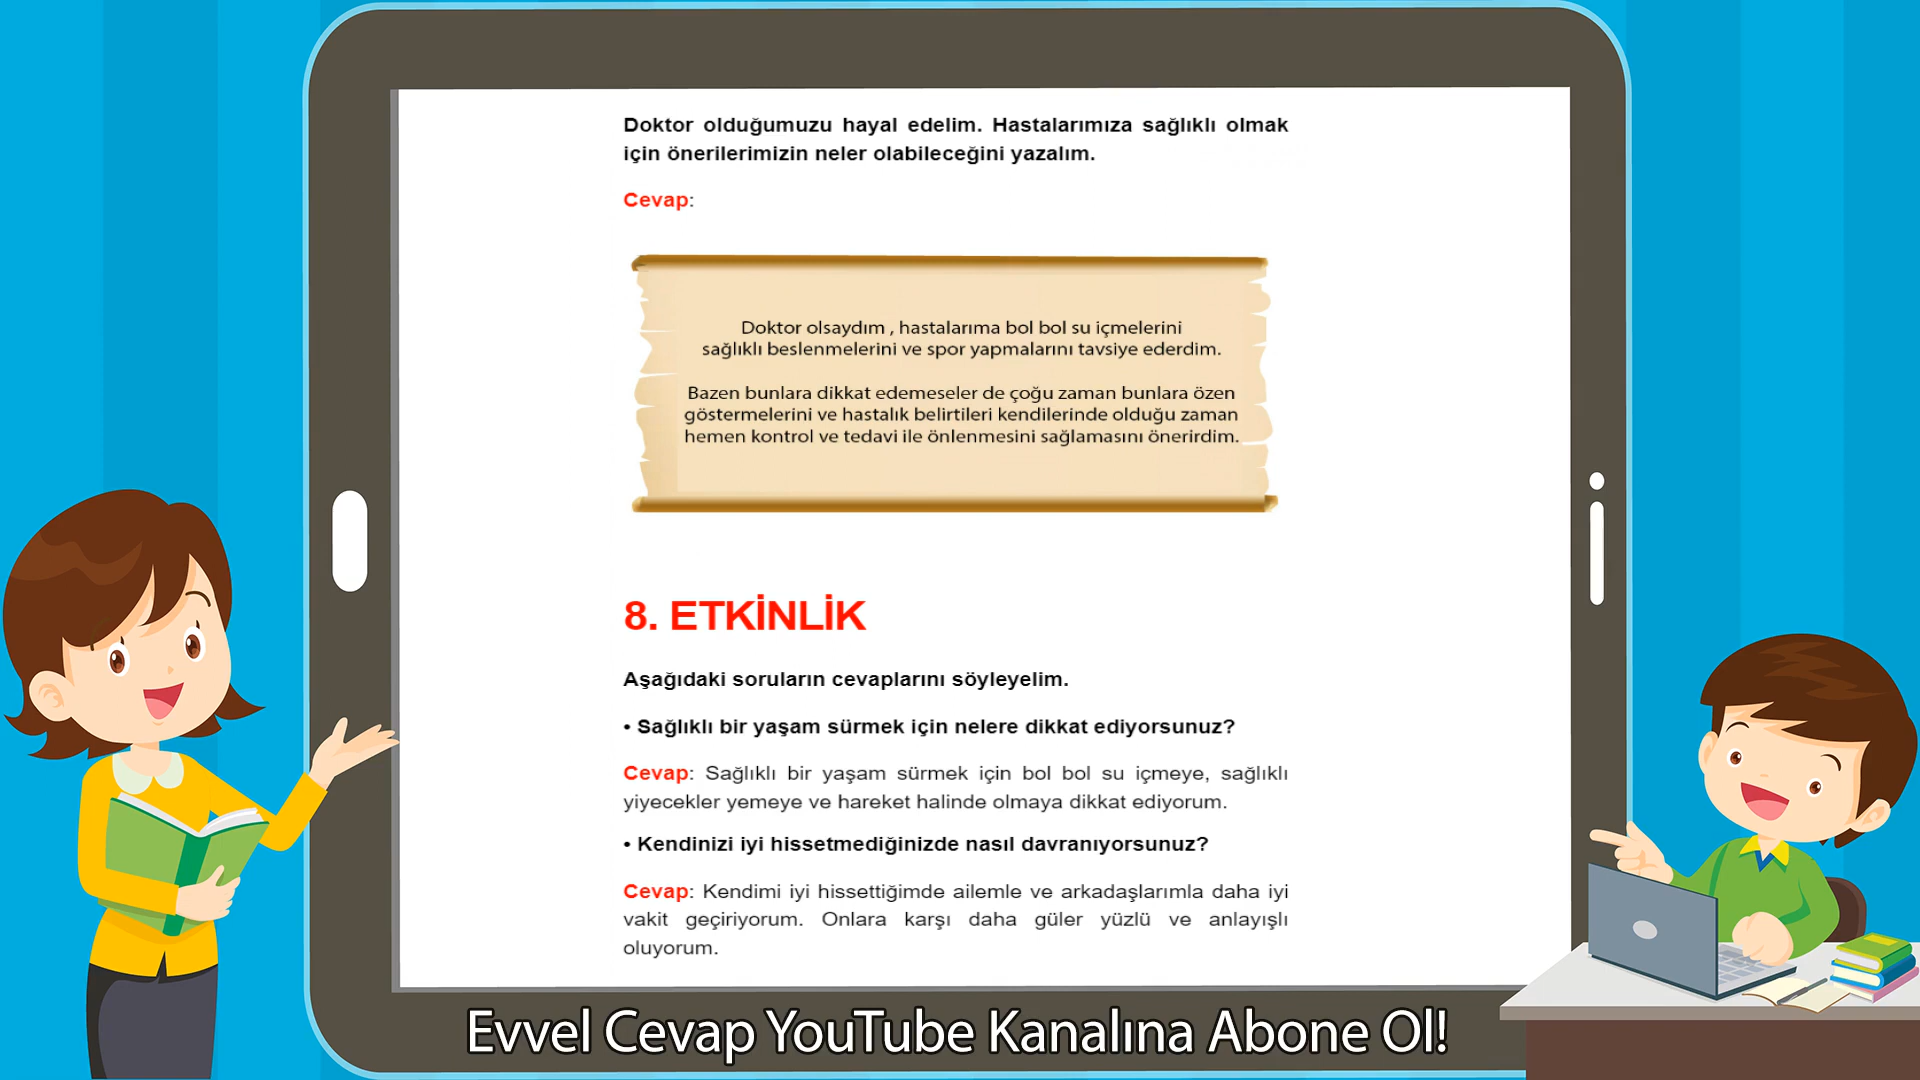 Doktor olduğumuzu hayal edelim. Hastalarımıza sağlıklı olmak
için önerilerimizin neler olabileceğini yazalım.
Cevap:
Doktor olsaydım , hastalarıma bol bol su içmelerini
sağlıklı beslenmelerini ve spor yapmalarını tavsiye ederdim.
Bazen bunlara dikkat edemeseler de çoğu zaman bunlara özen
göstermelerini ve hastalık belirtileri kendilerinde olduğu zaman
hemen kontrol ve tedavi ile önlenmesini sağlamasını önerirdim.
8. ETKİNLİK
Aşağıdaki soruların cevaplarını söyleyelim.
• Sağlıklı bir yaşam sürmek için nelere dikkat ediyorsunuz?
Cevap: Sağlıklı bir yaşam sürmek için bol bol su içmeye, sağlıklı
yiyecekler yemeye ve hareket halinde olmaya dikkat ediyorum.
• Kendinizi iyi hissetmediğinizde nasıl davranıyorsunuz?
Cevap: Kendimi iyi hissettiğimde ailemle ve arkadaşlarımla daha iyi
vakit geçiriyorum. Onlara karşı daha güler yüzlü ve anlayışlı
oluyorum.
Evvel Cevap YouTube Kanalına Abone Ol!